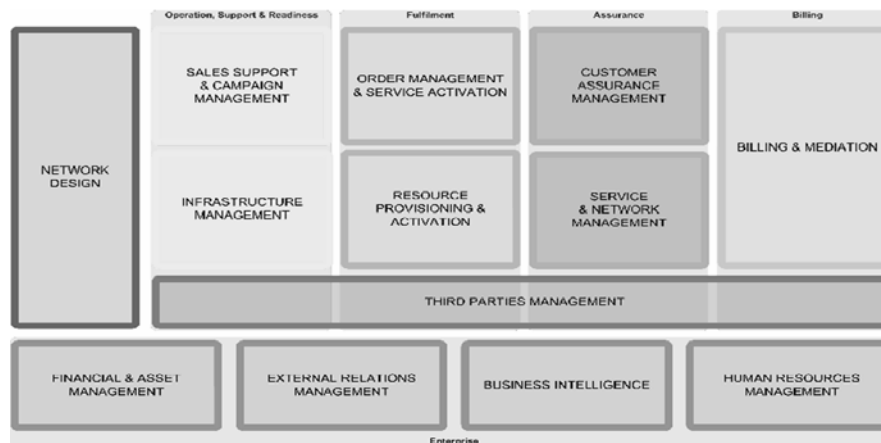 Operation, Support & Readiness
Fulfilment
Assurance
Billing
NETWORK
DESIGN
SALES SUPPORT
& CAMPAIGN
MANAGEMENT
ORDER MANAGEMENT
& SERVICE ACTIVATION
CUSTOMER
ASSURANCE
MANAGEMENT
BILLING & MEDIATION
INFRASTRUCTURE
MANAGEMENT
RESOURCE
PROVISIONING &
ACTIVATION
SERVICE
& NETWORK
MANAGEMENT
THIRD PARTIES MANAGEMENT
FINANCIAL & ASSET
MANAGEMENT
EXTERNAL RELATIONS
MANAGEMENT
BUSINESS INTELLIGENCE
HUMAN RESOURCES
MANAGEMENT
Enterprise